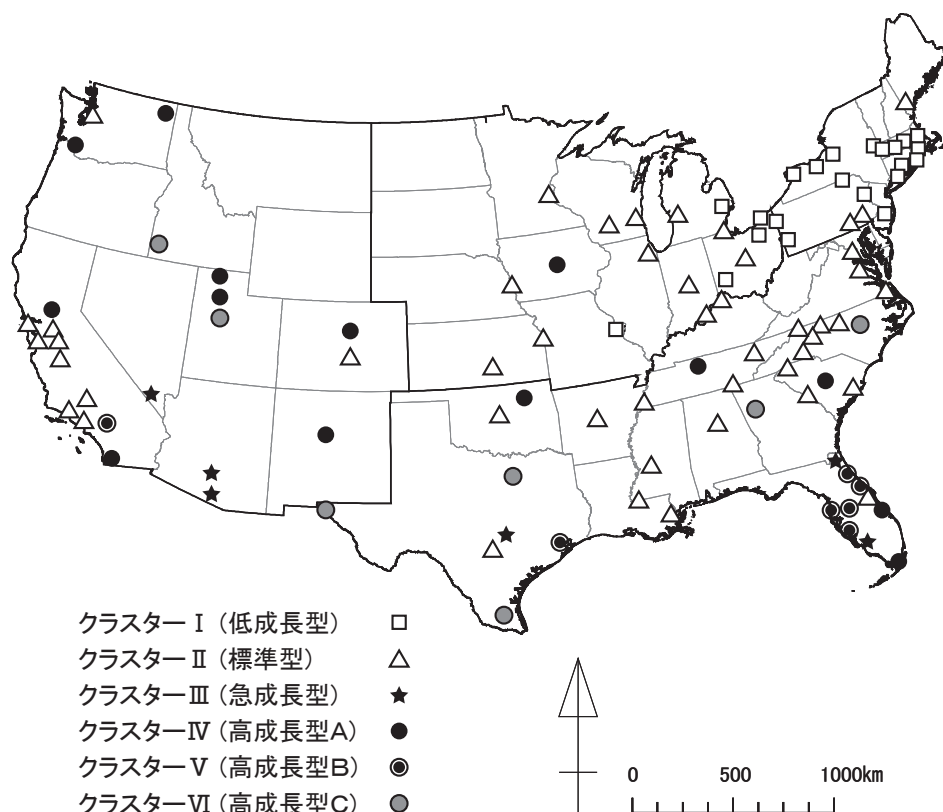 クラスターⅠ（低成長型）
クラスターⅡ（標準型）
クラスターⅢ（急成長型）
クラスターⅣ（高成長型A）
クラスターⅤ（高成長型B）
クラスターⅥ（高成長型C）
0 500 1000km